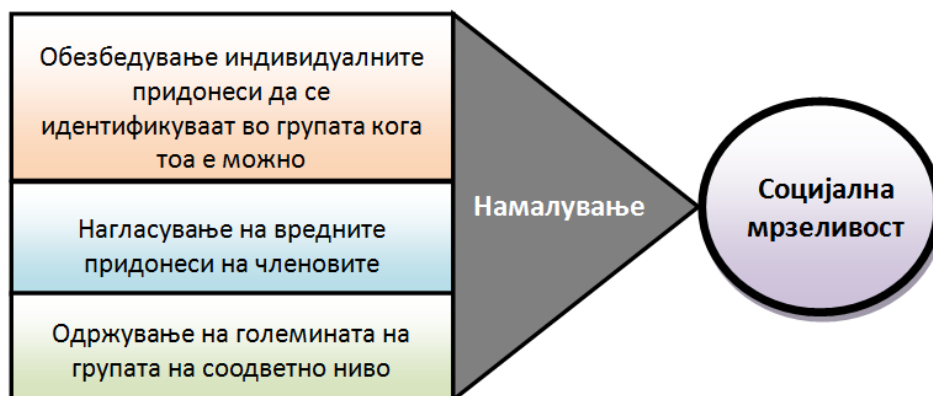 Обезбедување индивидуалните
придонеси да се
идентификуваат во групата кога
тоа е можно
Нагласување на вредните
придонеси на членовите
Одржување на големината на
групата на соодветно ниво
Намалување
Социјална
мрзеливост